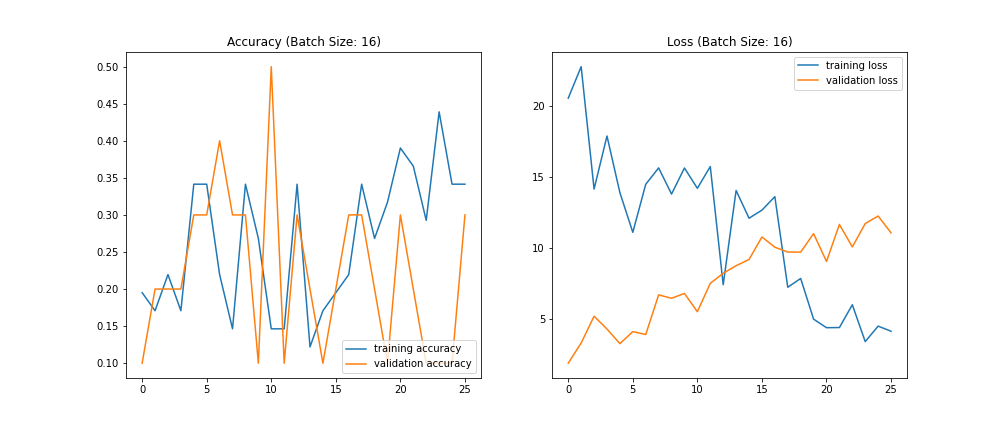 Accuracy (Batch Size: 16)
0.50
0.45
0.40
0.35
0.30
0.25
0.20
0.15
0.10
0 5 10 15 20 25
training accuracy
validation accuracy
Loss (Batch Size: 16)
20
15
10
5
0 5 10 15 20 25
training loss
validation loss